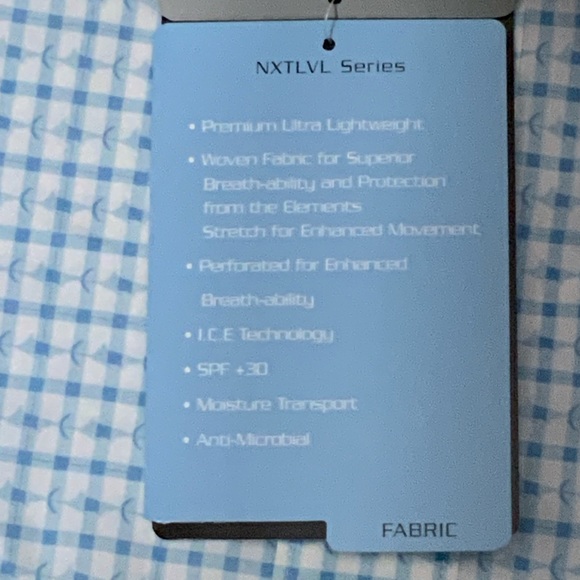 NXTLVL Series
• Premium Ultra Lightweight
• Woven Fabric for Superior
Breath-ability and Protection
from the Elements
Stretch for Enhanced Movement
• Perforated for Enhanced
Breath-ability
• I.C.E Technology
• SPF +30
• Moisture Transport
• Anti-Microbial
FABRIC